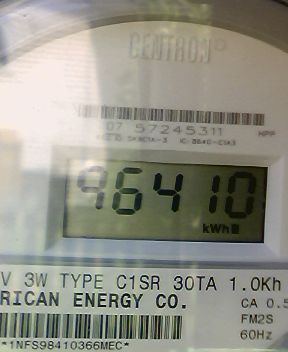 CENTRON
07 57245311 HPP
96410
kWh
V 3W TYPE C1SR 30TA 1.0Kh
RICAN ENERGY CO. CA 0.5
FM2S
60Hz
*1NFS98410366MEC*